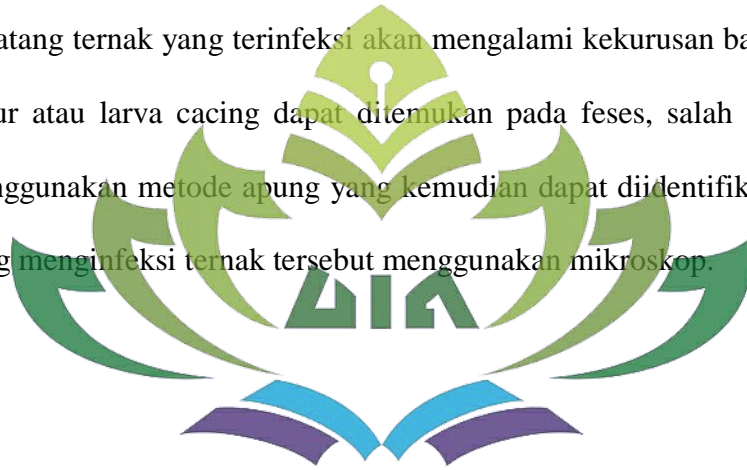 atang ternak yang terinfeksi akan mengalami kekurusan ba
ur atau larva cacing dapat ditemukan pada feses, salah
nggunakan metode apung yang kemudian dapat diidentifik
g menginfeksi ternak tersebut menggunakan mikroskop.
UIN